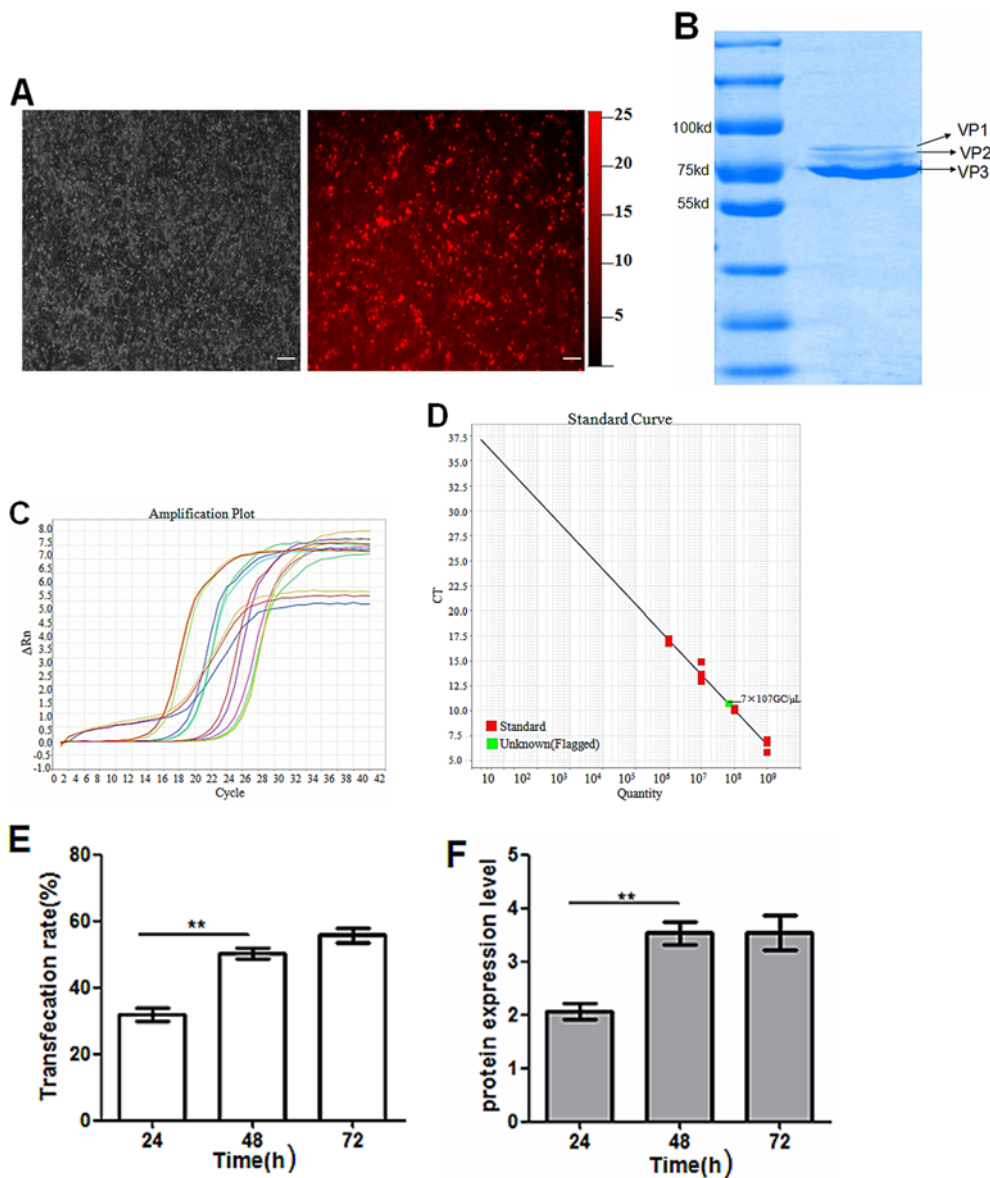 A
25
20
15
10
5
B
100kd
75kd
55kd
VP1
VP2
VP3
C
Amplification Plot
8.0
7.5
7.0
6.5
6.0
5.5
5.0
4.5
4.0
3.5
3.0
2.5
2.0
1.5
1.0
0.5
0.0
-0.5
-1.0
ΔRn
0 2 4 6 8 10 12 14 16 18 20 22 24 26 28 30 32 34 36 38 40 42
Cycle
D
Standard Curve
37.5
35.0
32.5
30.0
27.5
25.0
22.5
20.0
17.5
15.0
12.5
10.0
7.5
5.0
CT
7×107GC/μL
Standard
Unknown(Flagged)
10 10² 10³ 10⁴ 10⁵ 10⁶ 10⁷ 10⁸ 10⁹
Quantity
E
Transfecation rate(%)
80
60
40
20
0
**
24 48 72
Time(h)
F
protein expression level
5
4
3
2
1
0
**
24 48 72
Time(h)